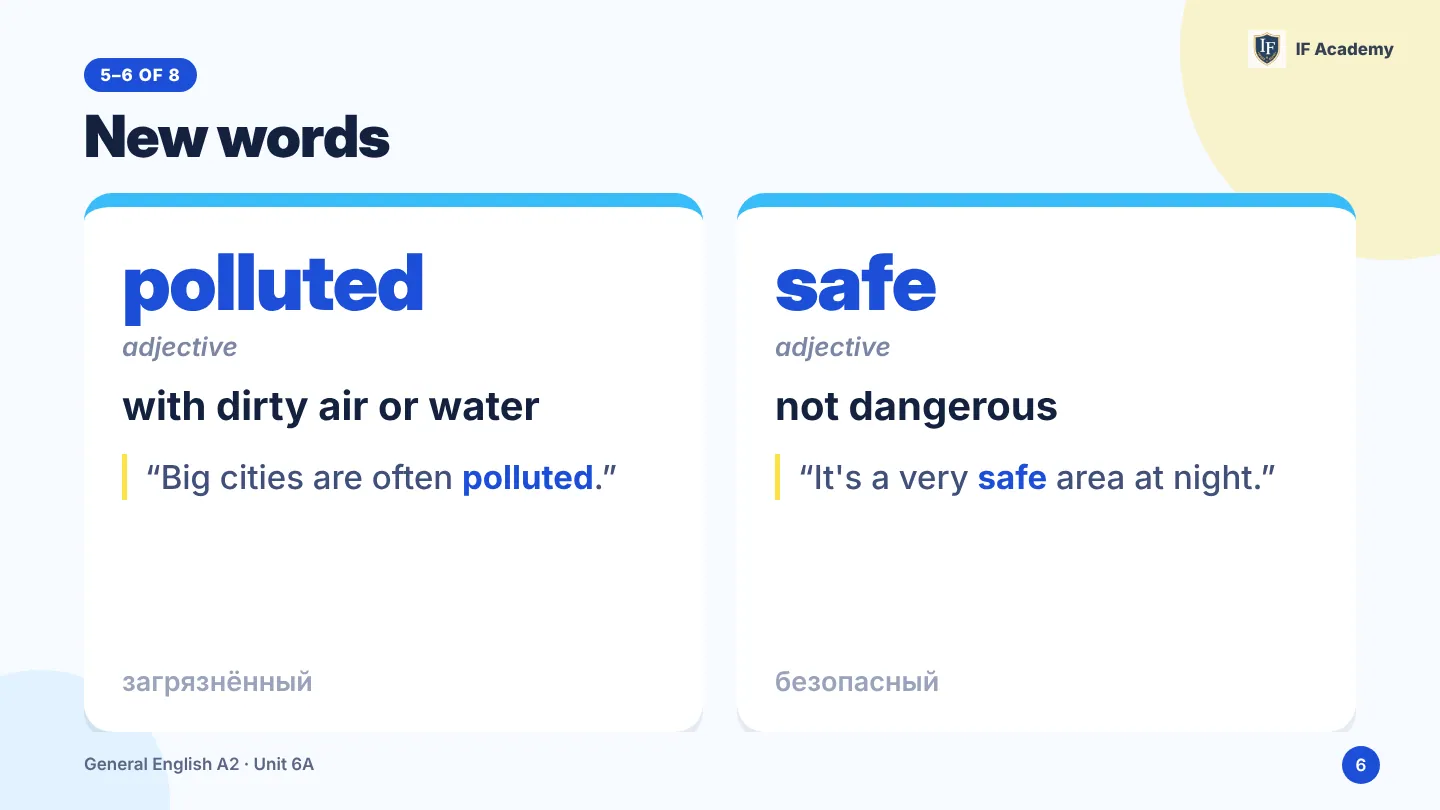 IF
IF Academy
5–6 OF 8
New words
polluted
adjective
with dirty air or water
“Big cities are often polluted.”
загрязнённый
safe
adjective
not dangerous
“It's a very safe area at night.”
безопасный
General English A2 · Unit 6A
6